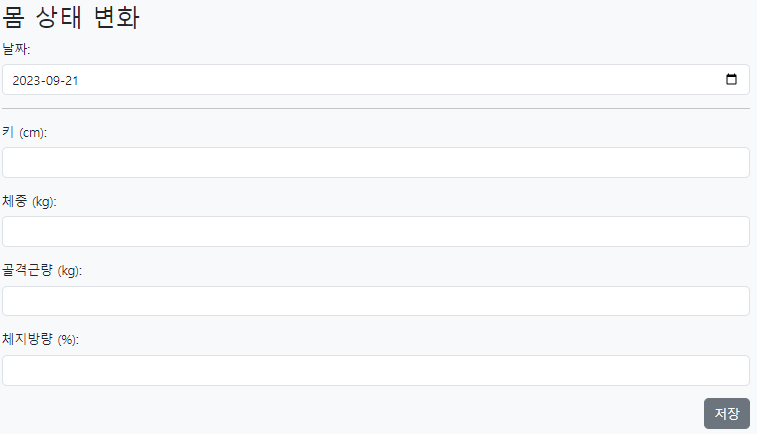 몸 상태 변화
날짜:
2023-09-21
키 (cm):
체중 (kg):
골격근량 (kg):
체지방량 (%):
저장